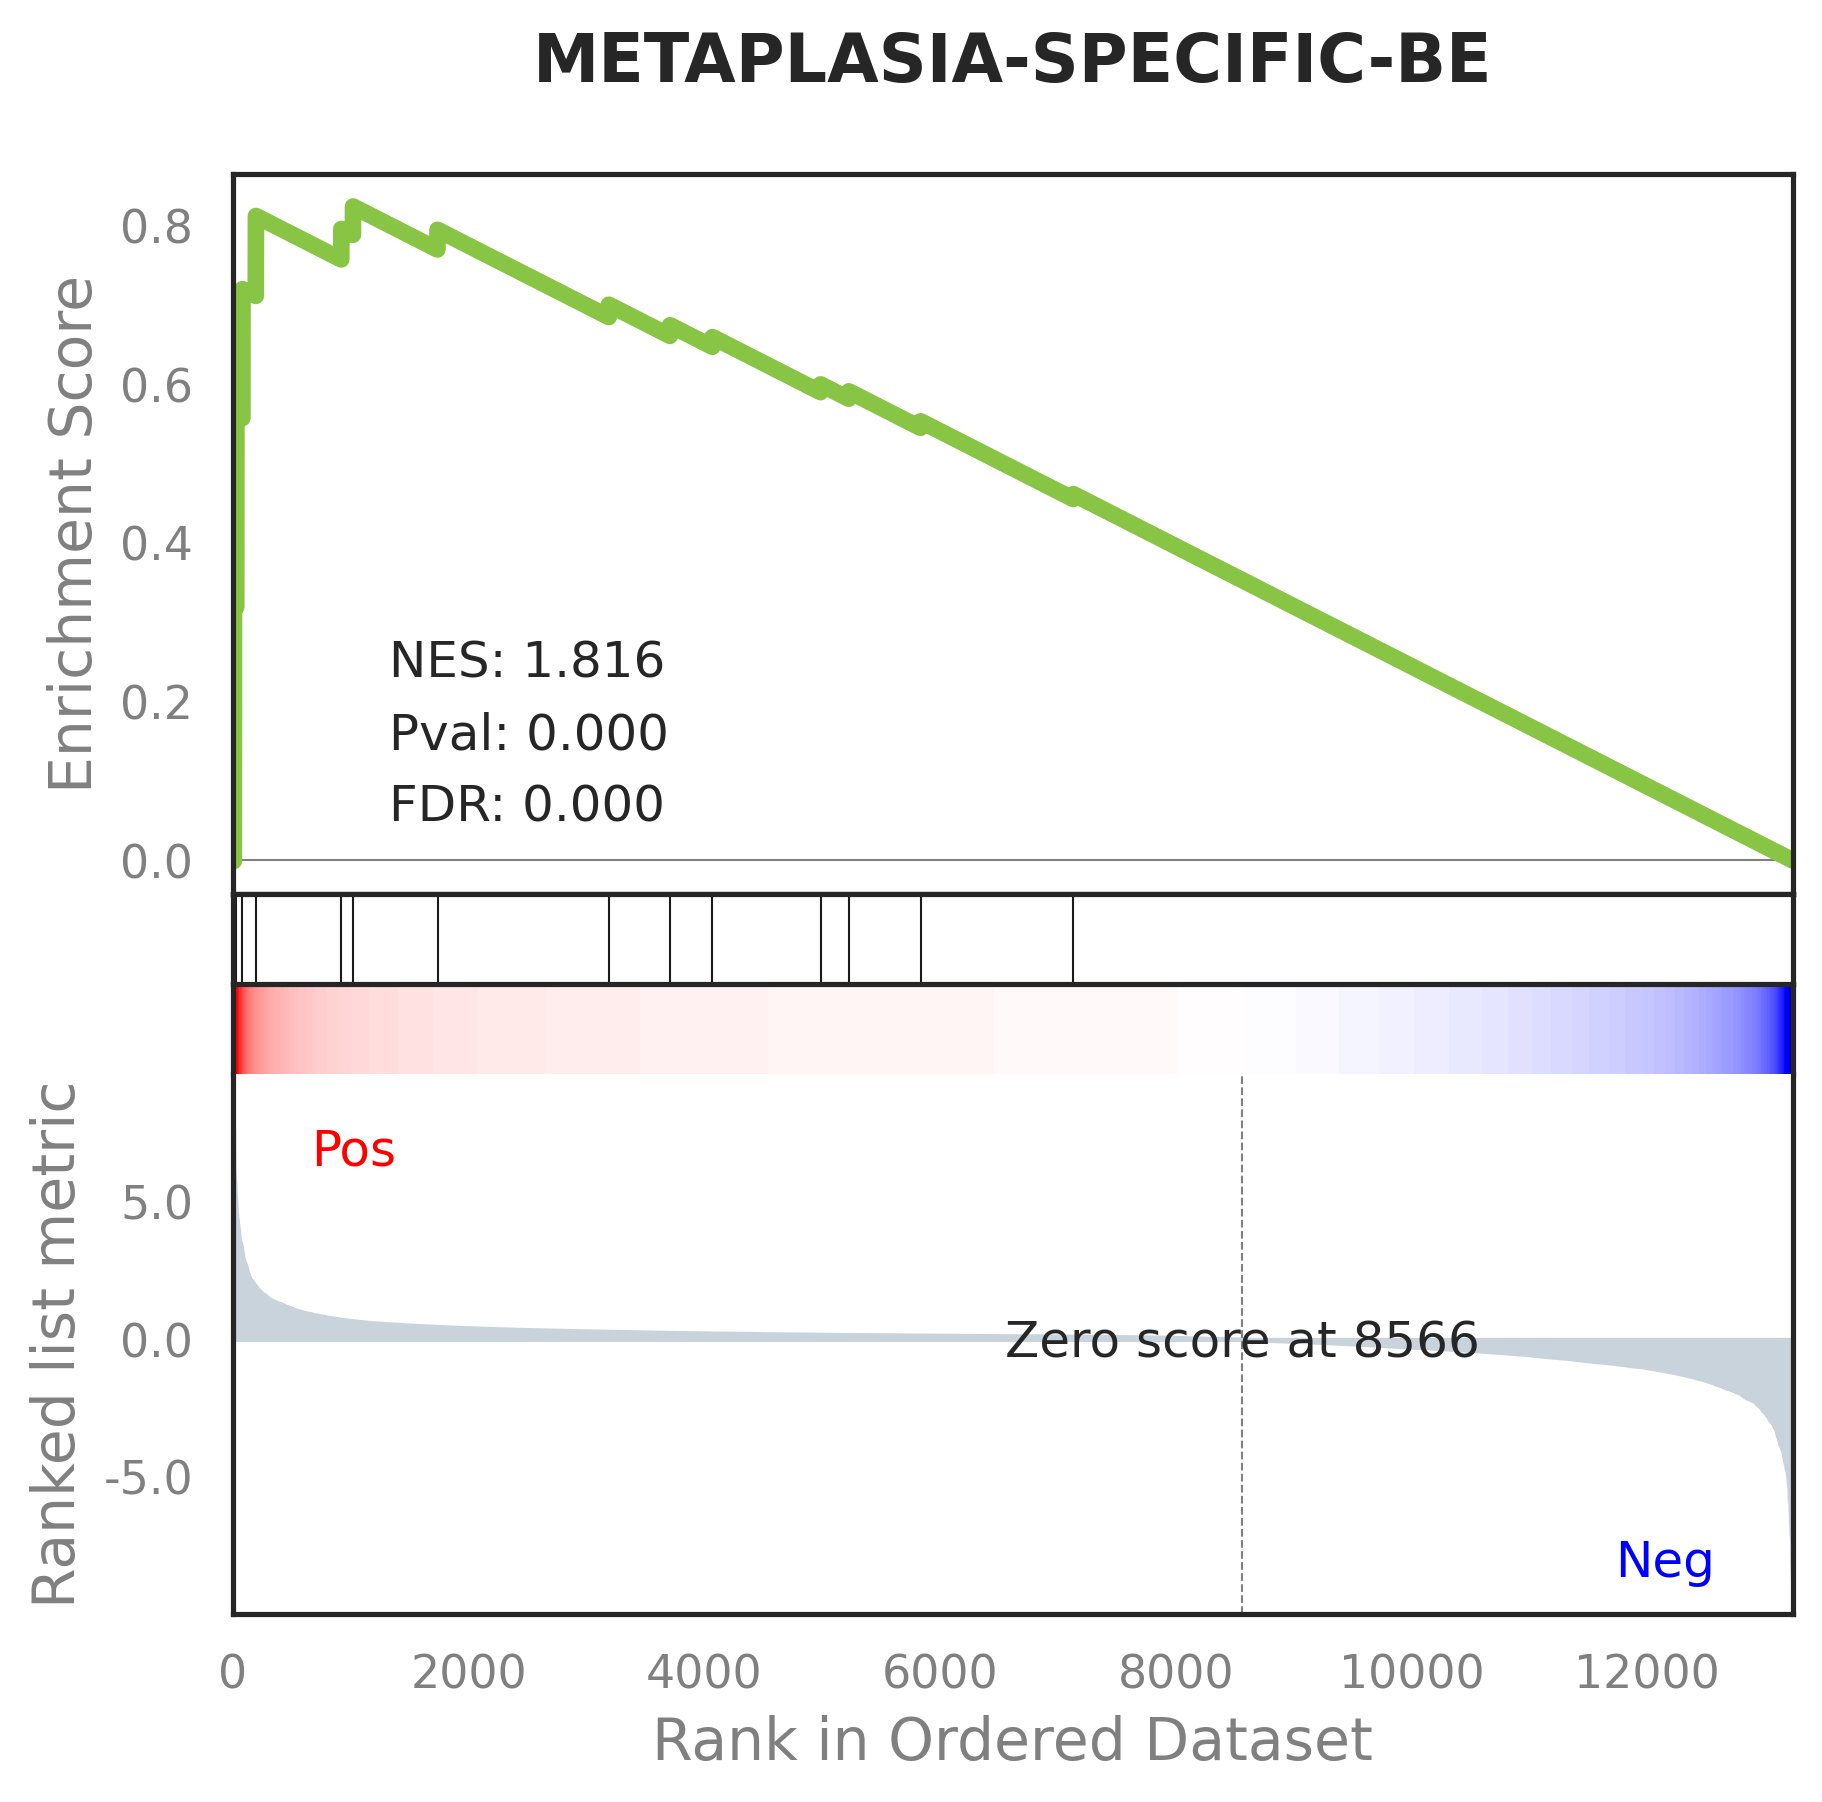 METAPLASIA-SPECIFIC-BE
Enrichment Score
0.8
0.6
0.4
0.2
0.0
NES: 1.816
Pval: 0.000
FDR: 0.000
Ranked list metric
Pos
5.0
0.0
-5.0
Zero score at 8566
Neg
0 2000 4000 6000 8000 10000 12000
Rank in Ordered Dataset